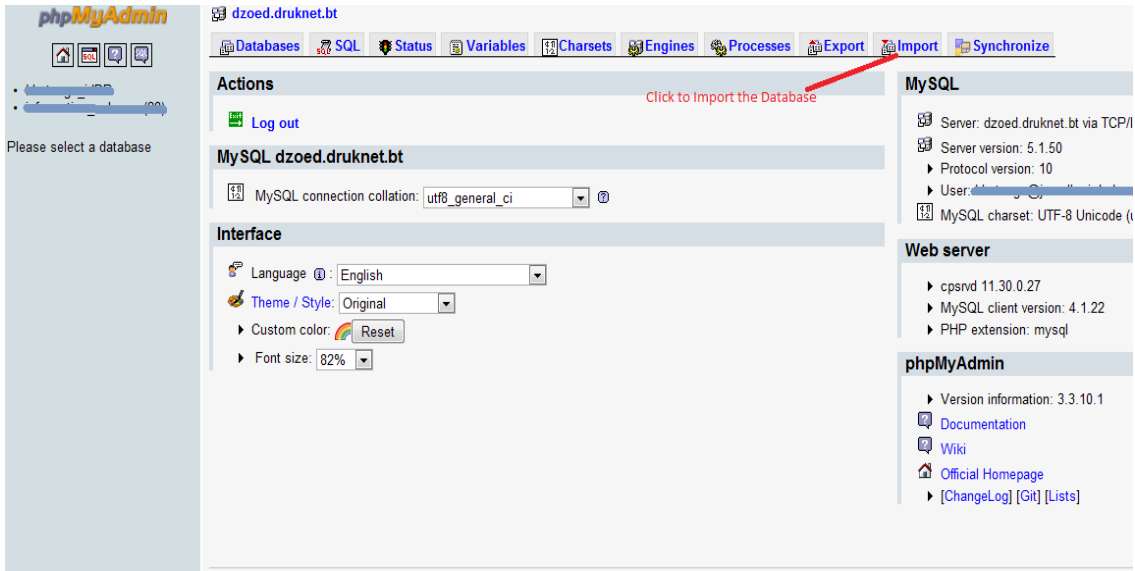 phpMyAdmin
Please select a database
dzoed.druknet.bt
Databases SQL Status Variables Charsets Engines Processes Export Import Synchronize
Actions
Click to Import the Database
Log out
MySQL dzoed.druknet.bt
MySQL connection collation: utf8_general_ci
Interface
Language : English
Theme / Style: Original
Custom color: Reset
Font size: 82%
MySQL
Server: dzoed.druknet.bt via TCP/I
Server version: 5.1.50
Protocol version: 10
User:
MySQL charset: UTF-8 Unicode (u
Web server
cpsrvd 11.30.0.27
MySQL client version: 4.1.22
PHP extension: mysql
phpMyAdmin
Version information: 3.3.10.1
Documentation
Wiki
Official Homepage
[ChangeLog] [Git] [Lists]